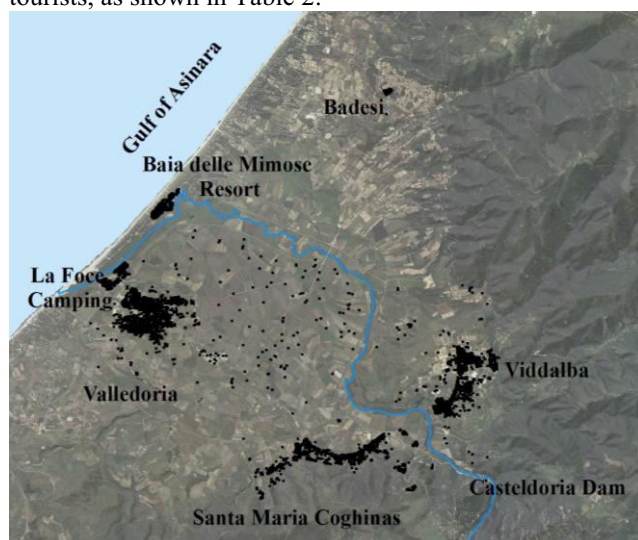 tourists, as shown in Table 2.
Gulf of Asinara
Badesi
Baia delle Mimose
Resort
La Foce
Camping
Valledoria
Viddalba
Casteldoria Dam
Santa Maria Coghinas